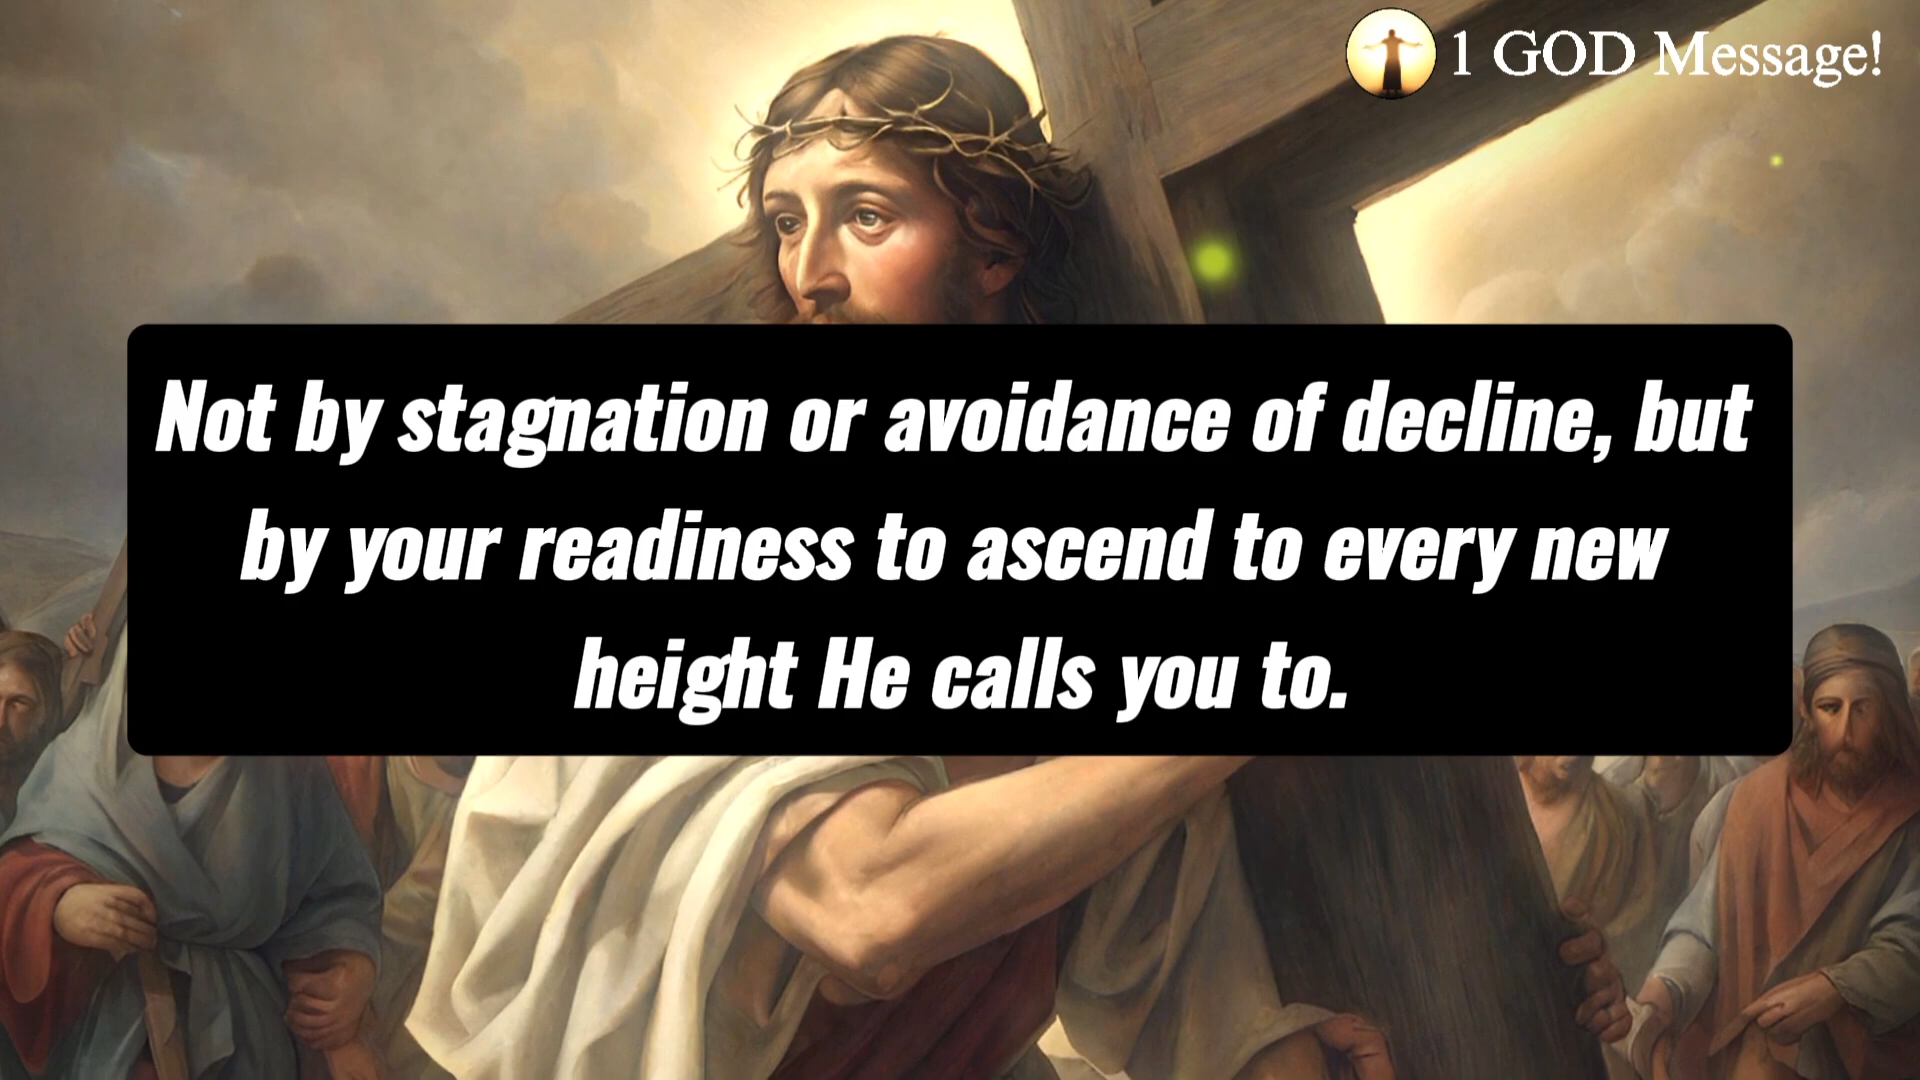 1 GOD Message!
Not by stagnation or avoidance of decline, but
by your readiness to ascend to every new
height He calls you to.